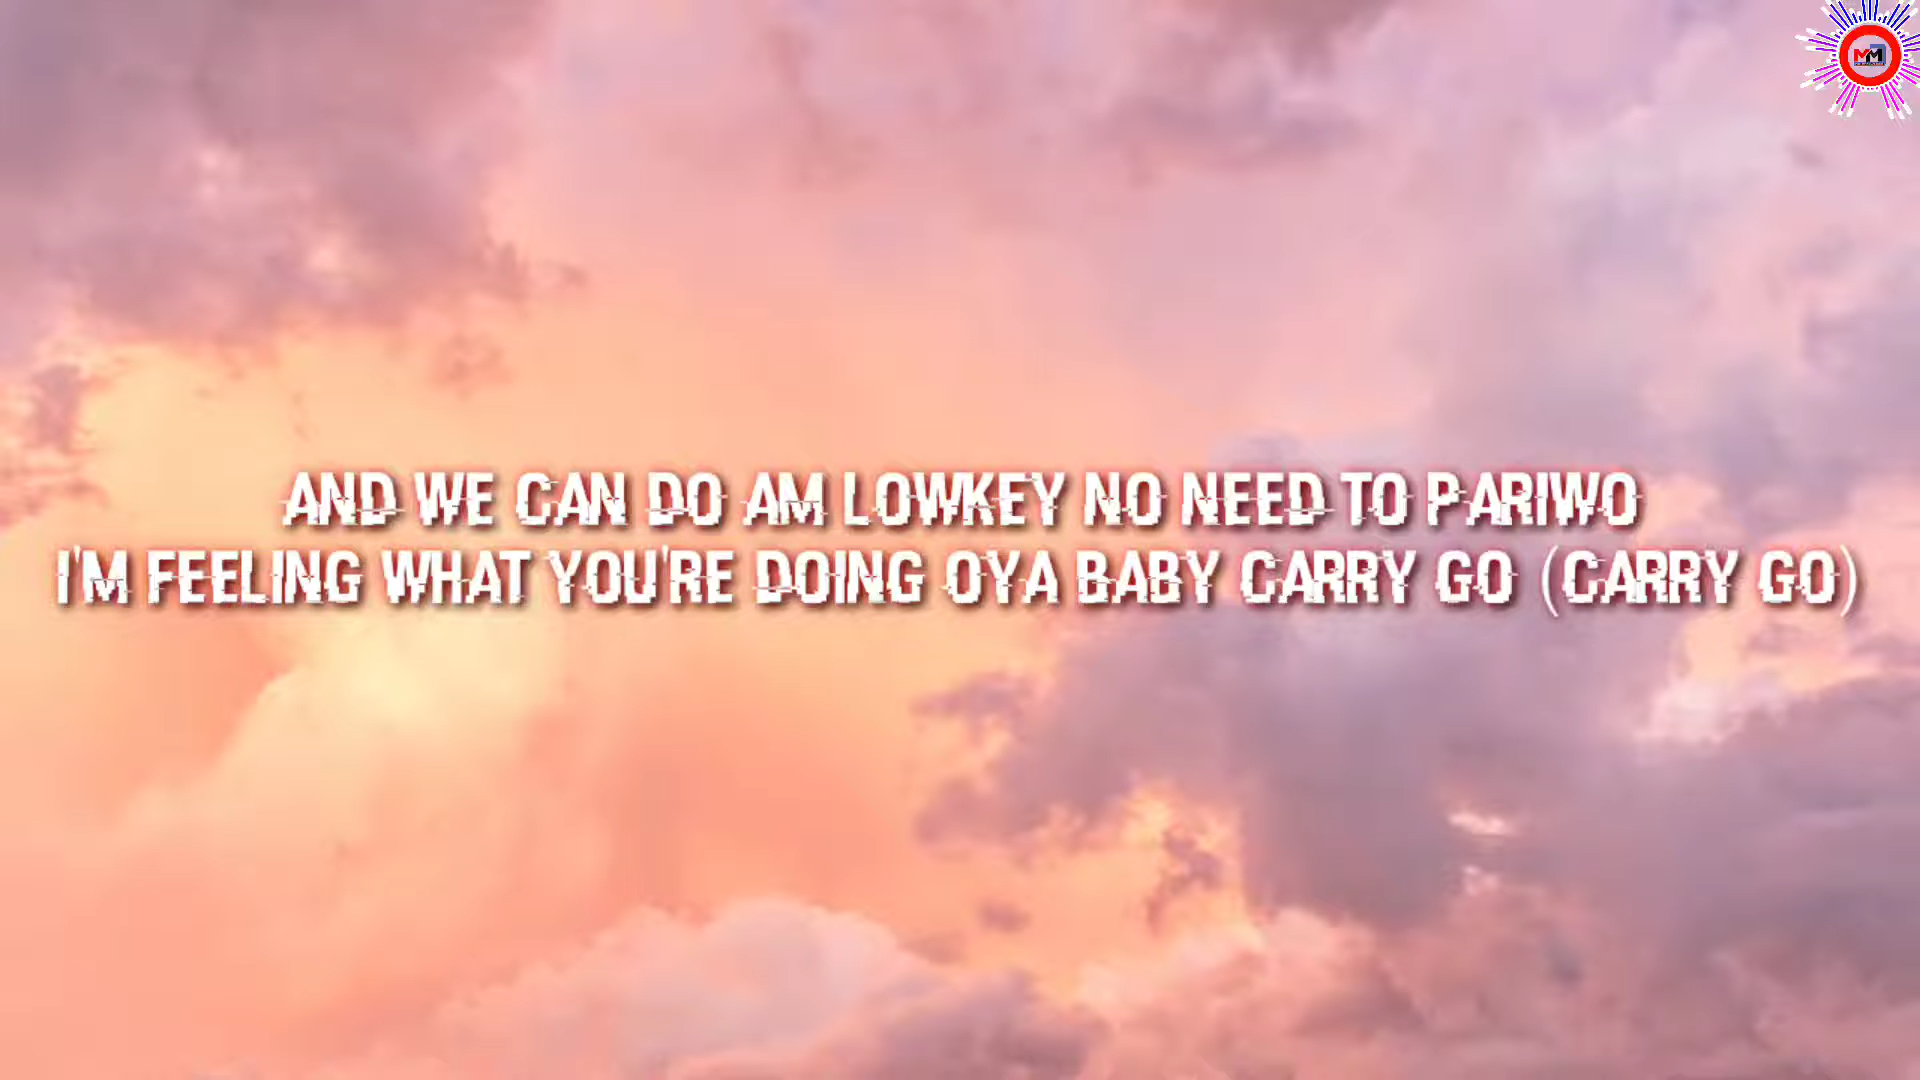 AND WE CAN DO AM LOWKEY NO NEED TO PARIWO
I'M FEELING WHAT YOU'RE DOING OYA BABY CARRY GO (CARRY GO)
MM